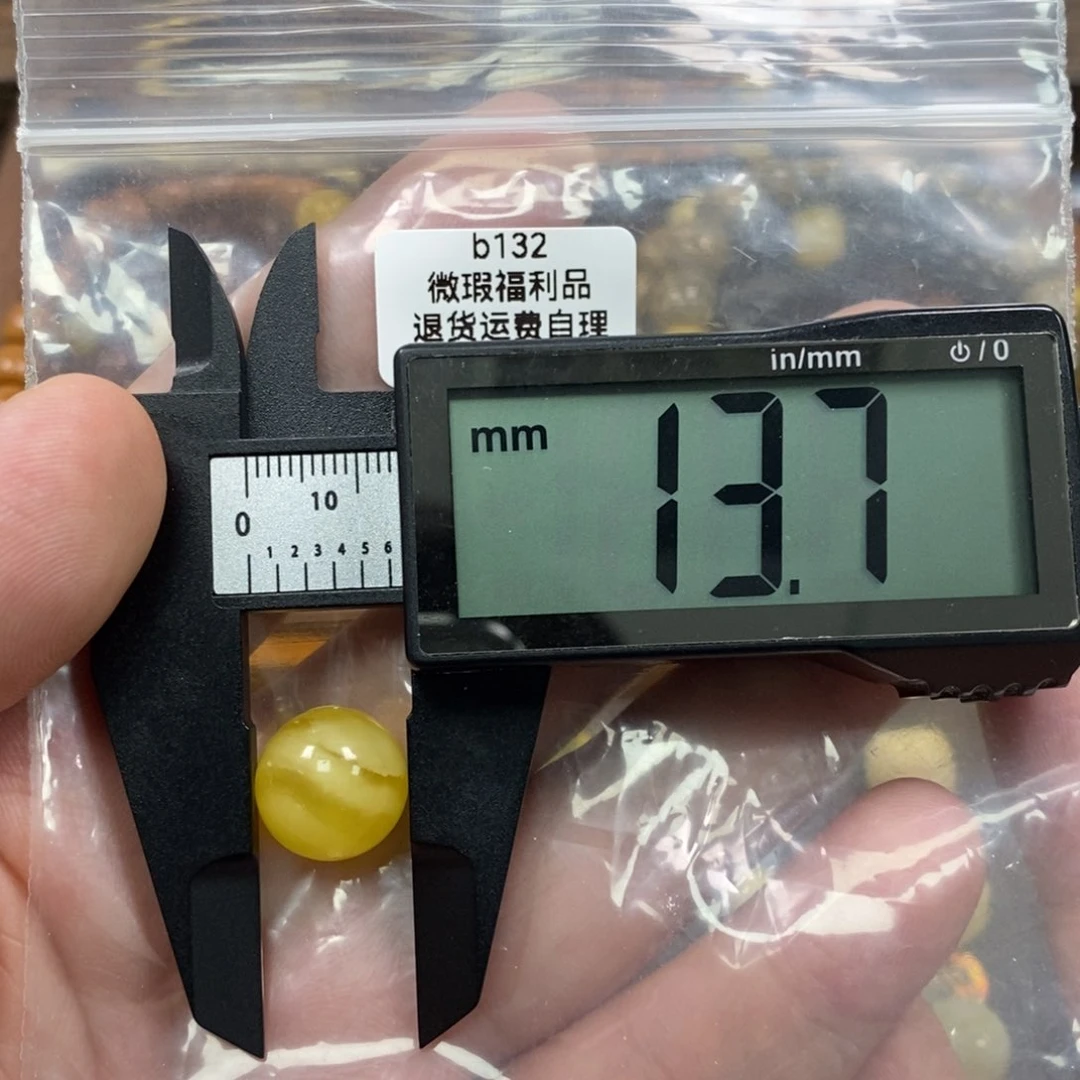 b132
微瑕福利品
退货运费自理
in/mm
⏻/0
mm 13.7
10
0
1 2 3 4 5 6